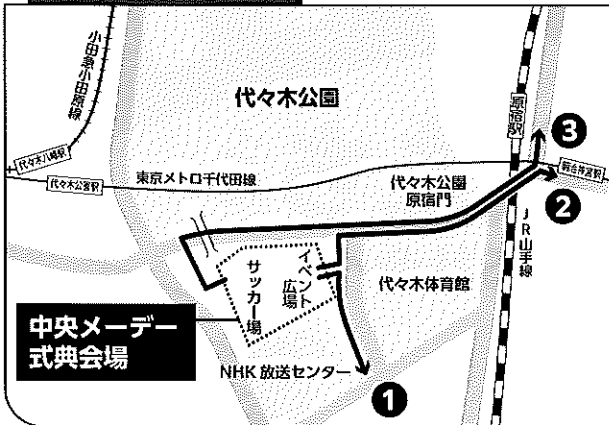 小田急小田原線
代々木公園
原宿駅
❸
代々木八幡駅
代々木公園駅
東京メトロ千代田線
明治神宮駅
代々木公園
原宿門
❷
JR山手線
イベント
広場
サッカー場
代々木体育館
中央メーデー
式典会場
NHK 放送センター
❶